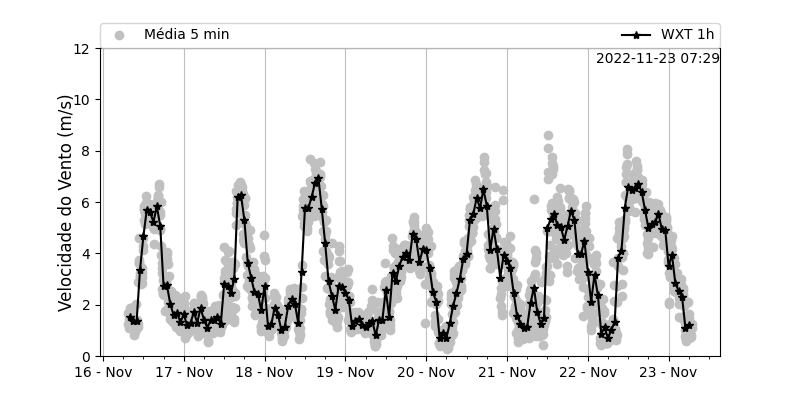 Média 5 min
WXT 1h
2022-11-23 07:29
Velocidade do Vento (m/s)
12
10
8
6
4
2
0
16 - Nov 17 - Nov 18 - Nov 19 - Nov 20 - Nov 21 - Nov 22 - Nov 23 - Nov